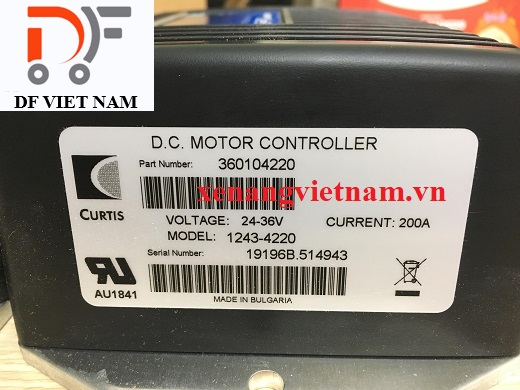 DF
DF VIET NAM
D.C. MOTOR CONTROLLER
Part Number: 360104220
xenangvietnam.vn
CURTIS
VOLTAGE: 24-36V CURRENT: 200A
MODEL: 1243-4220
Serial Number: 19196B.514943
AU1841
MADE IN BULGARIA